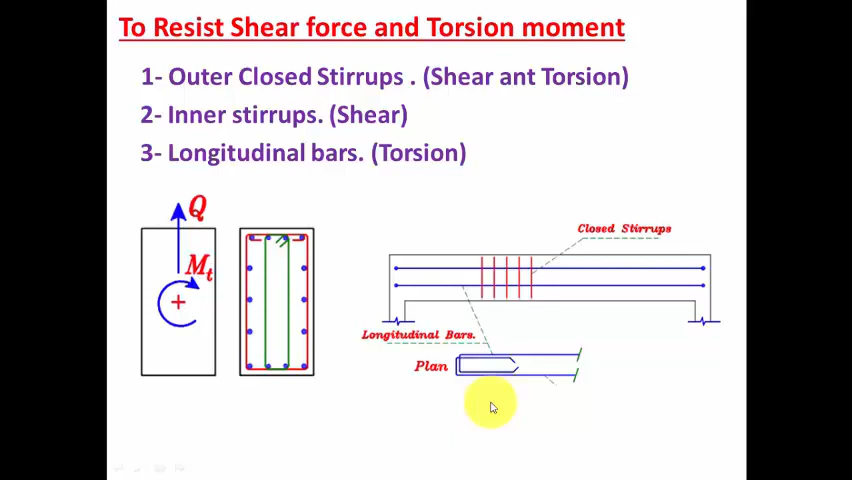 To Resist Shear force and Torsion moment
1- Outer Closed Stirrups . (Shear ant Torsion)
2- Inner stirrups. (Shear)
3- Longitudinal bars. (Torsion)
Q
Mt
Closed Stirrups
Longitudinal Bars.
Plan